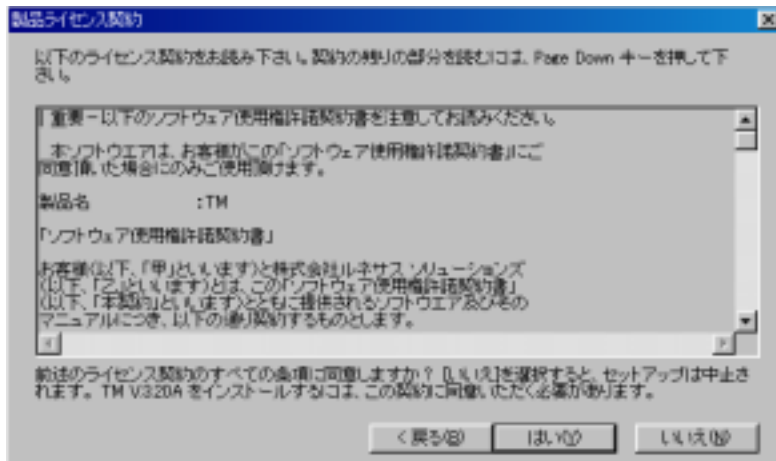 製品ライセンス契約
以下のライセンス契約をお読み下さい。契約の残りの部分を読むには、Page Down キーを押して下
さい。
重要－以下のソフトウェア使用権許諾契約書を注意してお読みください。
本ソフトウエアは、お客様がこの「ソフトウェア使用権許諾契約書」にご
同意頂いた場合にのみご使用頂けます。
製品名 :TM
「ソフトウェア使用権許諾契約書」
お客様（以下、「甲」といいます）と株式会社ルネサス ソリューションズ
（以下、「乙」といいます）とは、この「ソフトウェア使用権許諾契約書」
（以下、「本契約」といいます）とともに提供されるソフトウエア及びその
マニュアルにつき、以下の通り契約するものとします。
前述のライセンス契約のすべての条項に同意しますか？ [いいえ]を選択すると、セットアップは中止さ
れます。 TM V.3.20A をインストールするには、この契約に同意いただく必要があります。
< 戻る(B)
はい(Y)
いいえ(N)